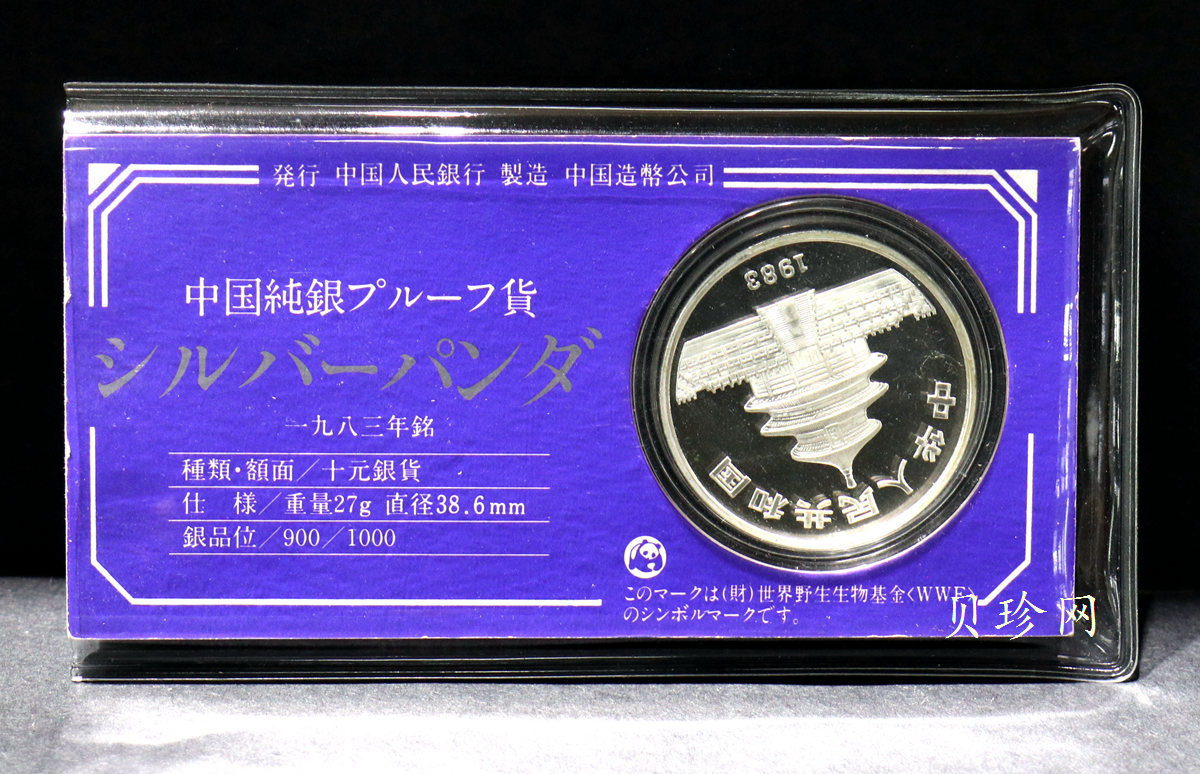 発行 中国人民銀行 製造 中国造幣公司
中国純銀プルーフ貨
シルバーパンダ
一九八三年銘
種類・額面／十元銀貨
仕 様／重量27g 直径38.6mm
銀品位／900／1000
1983
中华人民共和国
このマークは(財)世界野生生物基金<WWF>
のシンボルマークです。
贝珍网